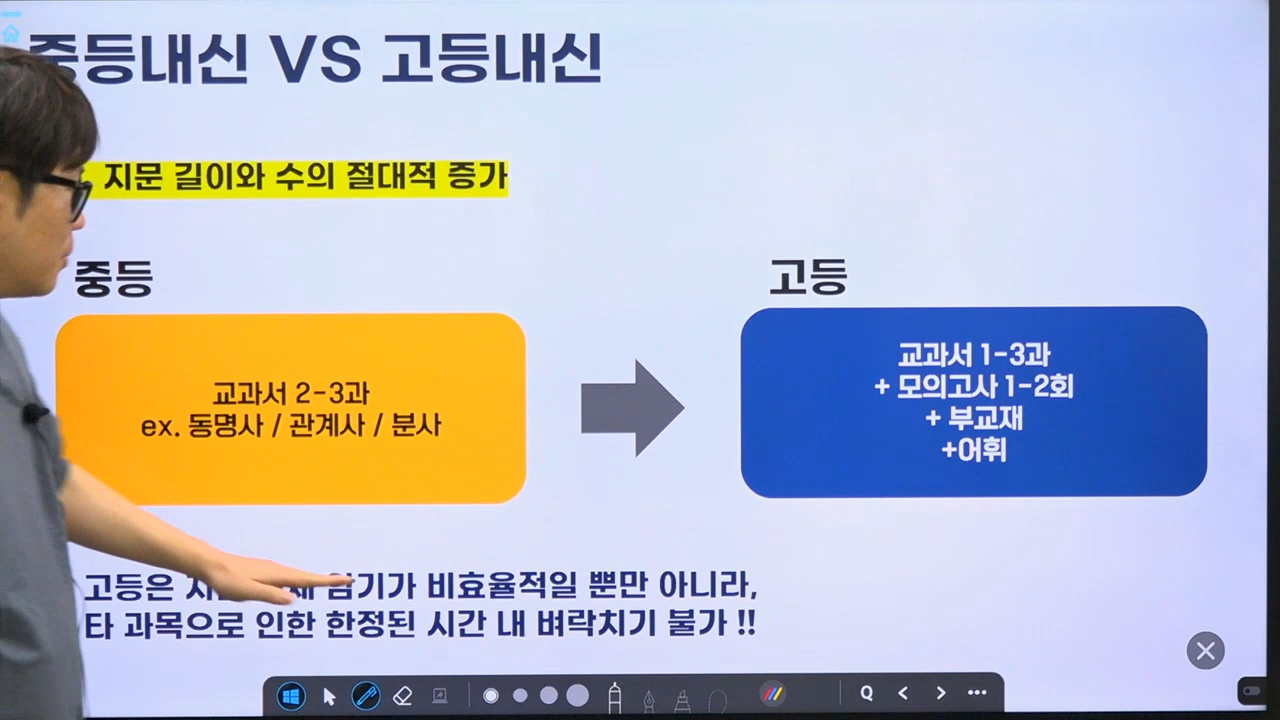 중등내신 VS 고등내신
지문 길이와 수의 절대적 증가
중등
고등
교과서 2-3과
ex. 동명사 / 관계사 / 분사
교과서 1-3과
+ 모의고사 1-2회
+ 부교재
+어휘
고등은 암기가 비효율적일 뿐만 아니라,
타 과목으로 인한 한정된 시간 내 벼락치기 불가 !!